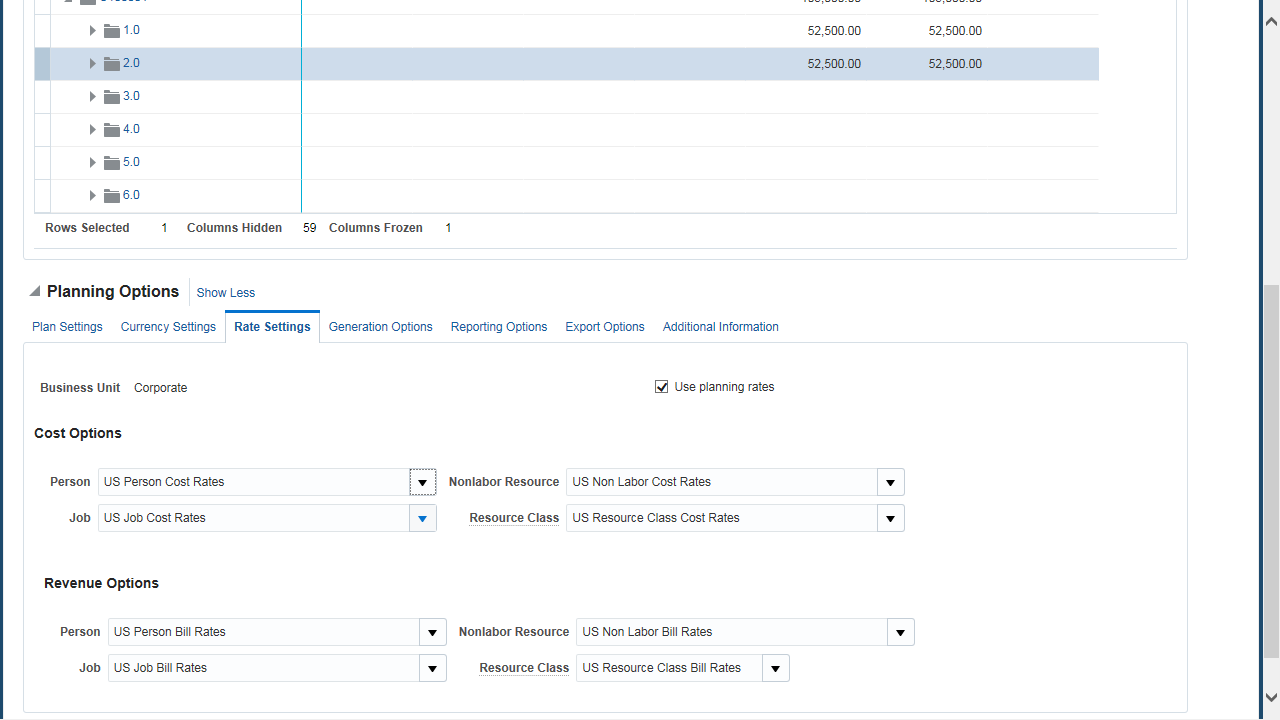 1.0 52,500.00 52,500.00
2.0 52,500.00 52,500.00
3.0
4.0
5.0
6.0
Rows Selected 1 Columns Hidden 59 Columns Frozen 1
Planning Options Show Less
Plan Settings Currency Settings Rate Settings Generation Options Reporting Options Export Options Additional Information
Business Unit Corporate Use planning rates
Cost Options
Person US Person Cost Rates Nonlabor Resource US Non Labor Cost Rates
Job US Job Cost Rates Resource Class US Resource Class Cost Rates
Revenue Options
Person US Person Bill Rates Nonlabor Resource US Non Labor Bill Rates
Job US Job Bill Rates Resource Class US Resource Class Bill Rates